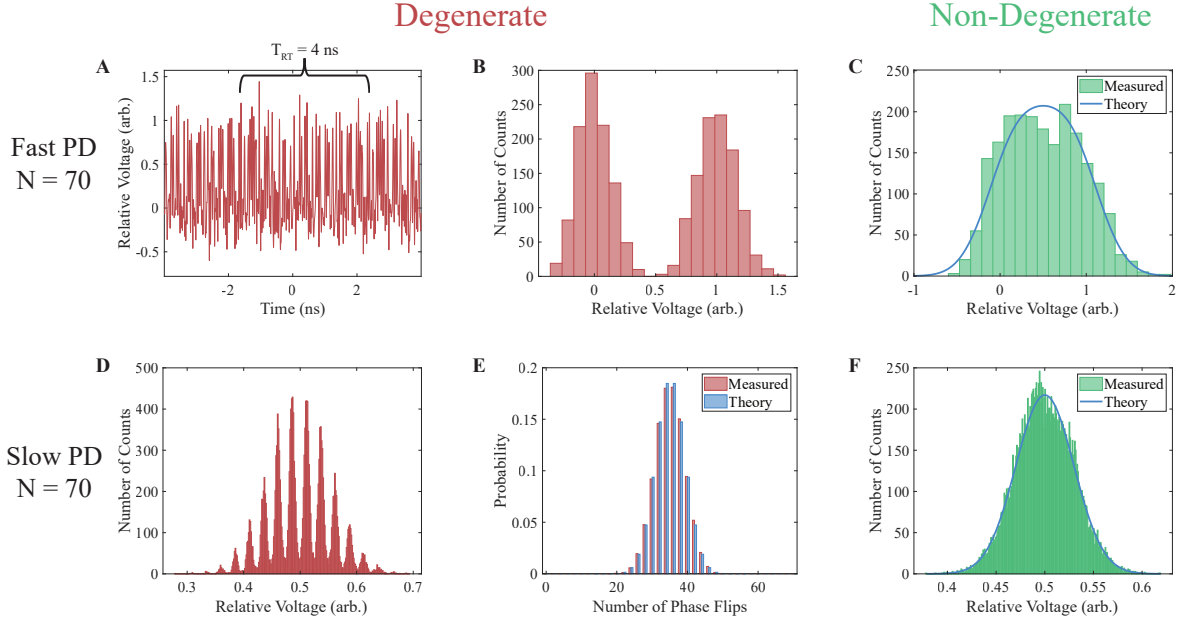 Degenerate
Non-Degenerate
Fast PD
N = 70
A
T_RT = 4 ns
Relative Voltage (arb.)
1.5
1
0.5
0
-0.5
-2
0
2
Time (ns)
B
Number of Counts
300
250
200
150
100
50
0
0
0.5
1
1.5
Relative Voltage (arb.)
C
Number of Counts
250
200
150
100
50
0
-1
0
1
2
Relative Voltage (arb.)
Measured
Theory
Slow PD
N = 70
D
Number of Counts
500
400
300
200
100
0
0.3
0.4
0.5
0.6
0.7
Relative Voltage (arb.)
E
Probability
0.2
0.15
0.1
0.05
0
0
20
40
60
Number of Phase Flips
Measured
Theory
F
Number of Counts
250
200
150
100
50
0
0.4
0.45
0.5
0.55
0.6
Relative Voltage (arb.)
Measured
Theory